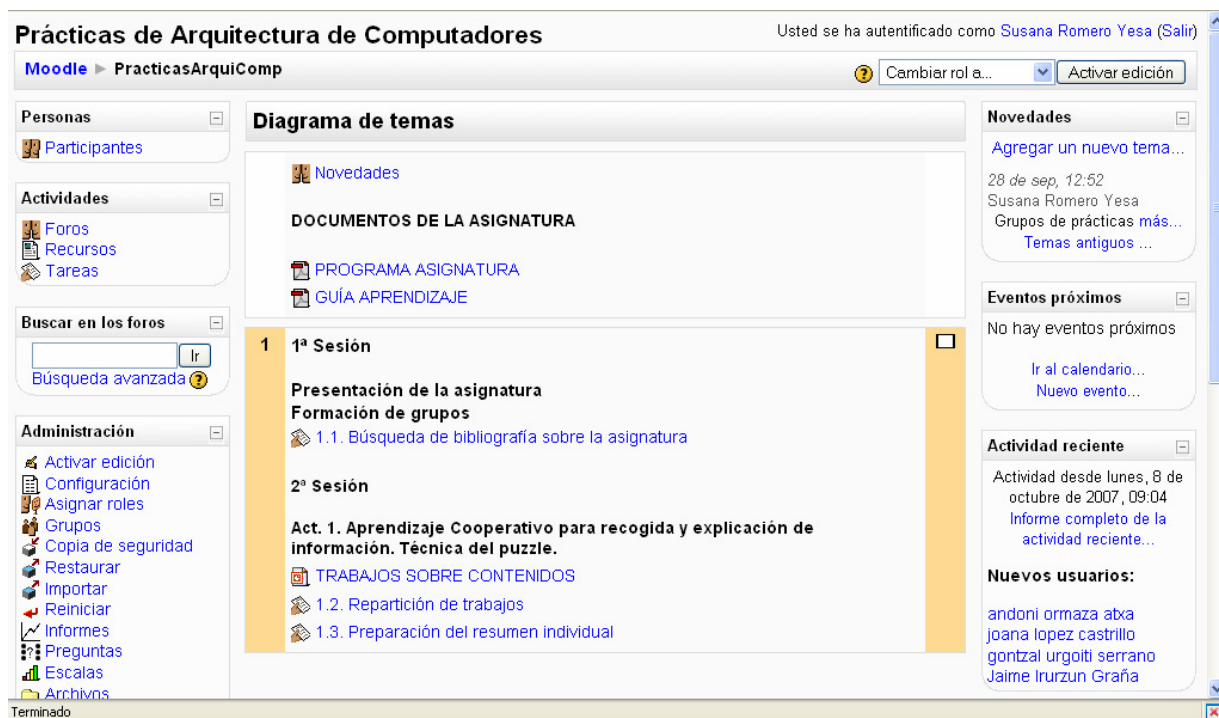 Prácticas de Arquitectura de Computadores
Usted se ha autentificado como Susana Romero Yesa (Salir)
Moodle ► PracticasArquiComp
Cambiar rol a...
Activar edición
Personas
Participantes
Actividades
Foros
Recursos
Tareas
Buscar en los foros
Ir
Búsqueda avanzada
Administración
Activar edición
Configuración
Asignar roles
Grupos
Copia de seguridad
Restaurar
Importar
Reiniciar
Informes
Preguntas
Escalas
Archivos
Diagrama de temas
Novedades
DOCUMENTOS DE LA ASIGNATURA
PROGRAMA ASIGNATURA
GUÍA APRENDIZAJE
1 1ª Sesión
Presentación de la asignatura
Formación de grupos
1.1. Búsqueda de bibliografía sobre la asignatura
2ª Sesión
Act. 1. Aprendizaje Cooperativo para recogida y explicación de
información. Técnica del puzzle.
TRABAJOS SOBRE CONTENIDOS
1.2. Repartición de trabajos
1.3. Preparación del resumen individual
Novedades
Agregar un nuevo tema...
28 de sep, 12:52
Susana Romero Yesa
Grupos de prácticas más...
Temas antiguos ...
Eventos próximos
No hay eventos próximos
Ir al calendario...
Nuevo evento...
Actividad reciente
Actividad desde lunes, 8 de
octubre de 2007, 09:04
Informe completo de la
actividad reciente...
Nuevos usuarios:
andoni ormaza atxa
joana lopez castrillo
gontzal urgoiti serrano
Jaime Irurzun Graña
Terminado